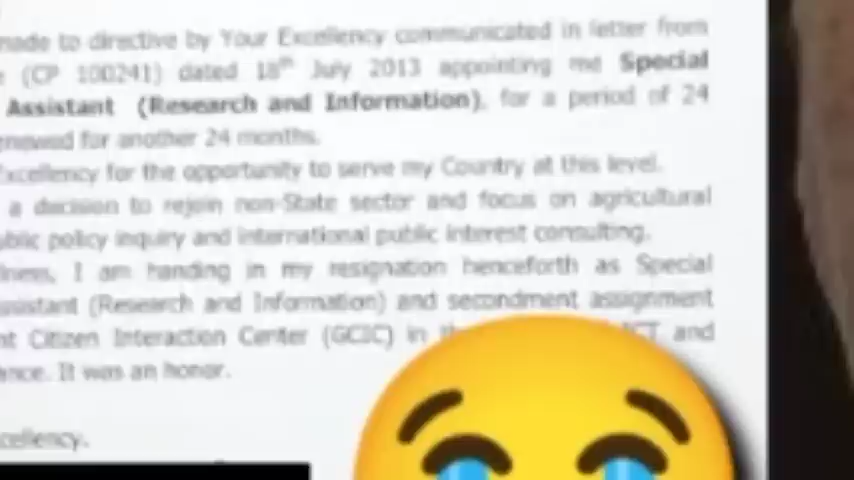 made to directive by Your Excellency communicated in letter from
(CP 100241) dated 18th July 2013 appointing me Special
Assistant (Research and Information), for a period of 24
renewed for another 24 months.
Excellency for the opportunity to serve my Country at this level.
a decision to rejoin non-State sector and focus on agricultural
public policy inquiry and international public interest consulting.
I am handing in my resignation henceforth as Special
Assistant (Research and Information) and secondment assignment
Citizen Interaction Center (GCIC) in ICT and
It was an honor.
Excellency.